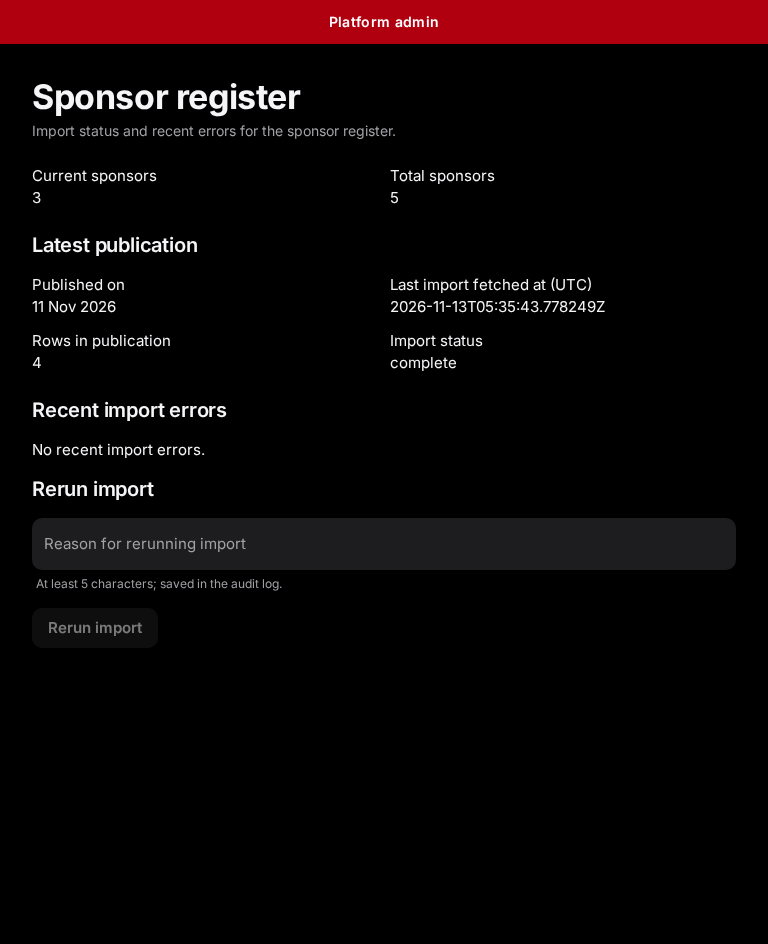 Platform admin
Sponsor register
Import status and recent errors for the sponsor register.
Current sponsors
3
Total sponsors
5
Latest publication
Published on
11 Nov 2026
Last import fetched at (UTC)
2026-11-13T05:35:43.778249Z
Rows in publication
4
Import status
complete
Recent import errors
No recent import errors.
Rerun import
Reason for rerunning import
At least 5 characters; saved in the audit log.
Rerun import